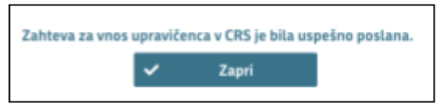 Zahteva za vnos upravičenca v CRS je bila uspešno poslana.
Zapri